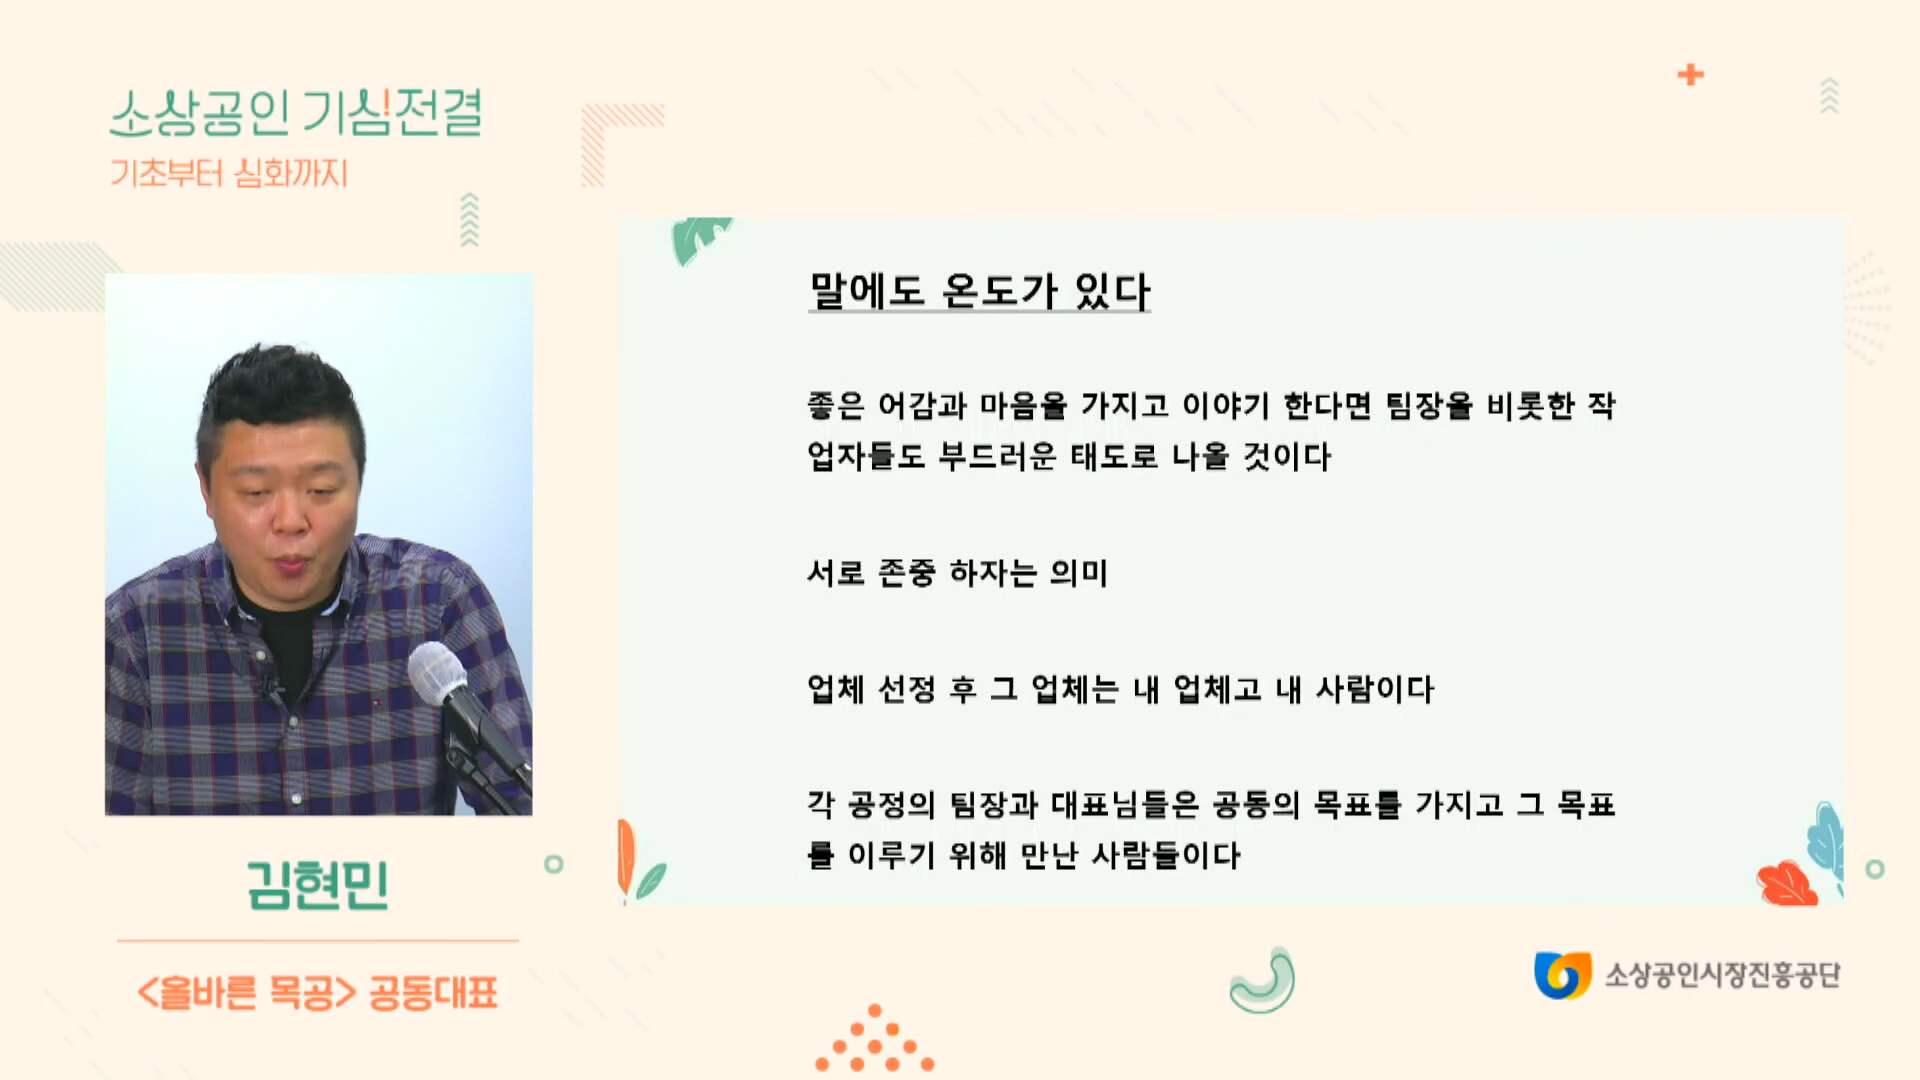 소상공인 기심전결
기초부터 심화까지
말에도 온도가 있다
좋은 어감과 마음을 가지고 이야기 한다면 팀장을 비롯한 작
업자들도 부드러운 태도로 나올 것이다
서로 존중 하자는 의미
업체 선정 후 그 업체는 내 업체고 내 사람이다
각 공정의 팀장과 대표님들은 공동의 목표를 가지고 그 목표
를 이루기 위해 만난 사람들이다
김현민
<올바른 목공> 공동대표
소상공인시장진흥공단